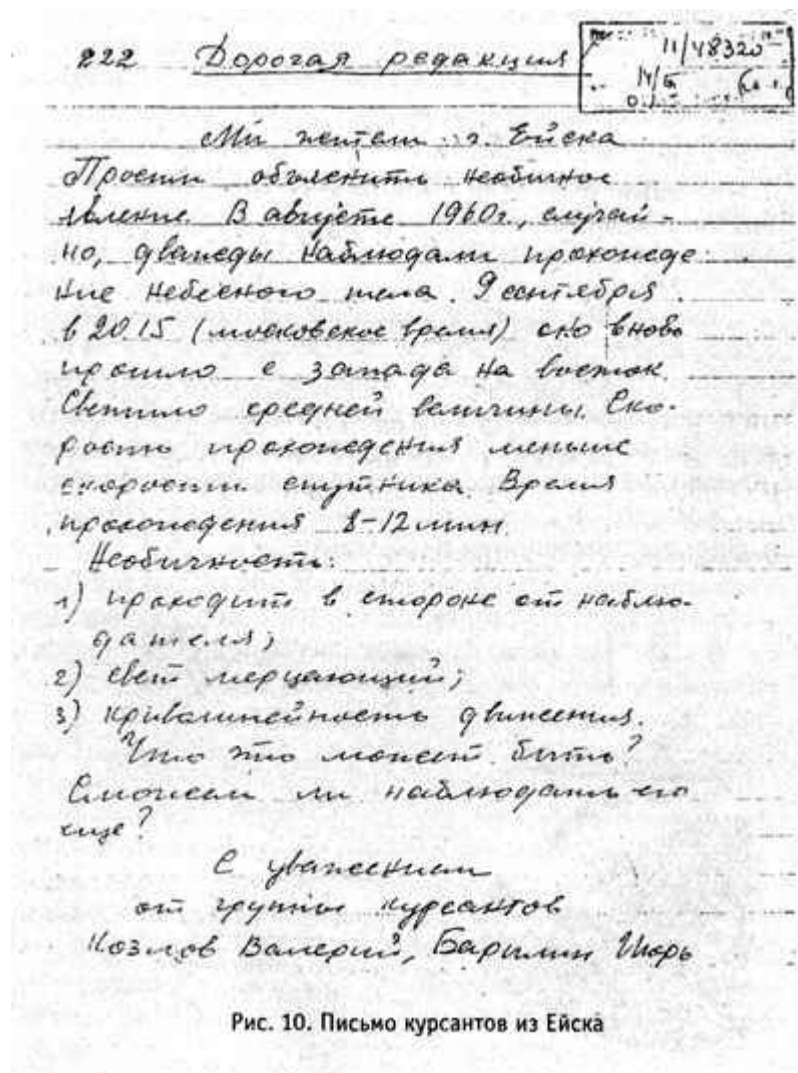 222 Дорогая редакция
11/48320
Мы жители г. Ейска
Просим объяснить необычное
явление. В августе 1960г., случай-
но, дважды наблюдали прохожде-
ние небесного тела. 9 сентября
в 20.15 (московское время) оно вновь
прошло с запада на восток.
Светило средней величины. Ско-
рость прохождения меньше
скорости спутника. Время
прохождения 8-12 мин.
Необычность:
1) проходит в стороне от наблю-
дателя;
2) свет мерцающий;
3) криволинейность движения.
Что это может быть?
Сможем ли наблюдать его
еще?
С уважением
от группы курсантов
Козлов Валерий, Игорь
Рис. 10. Письмо курсантов из Ейска